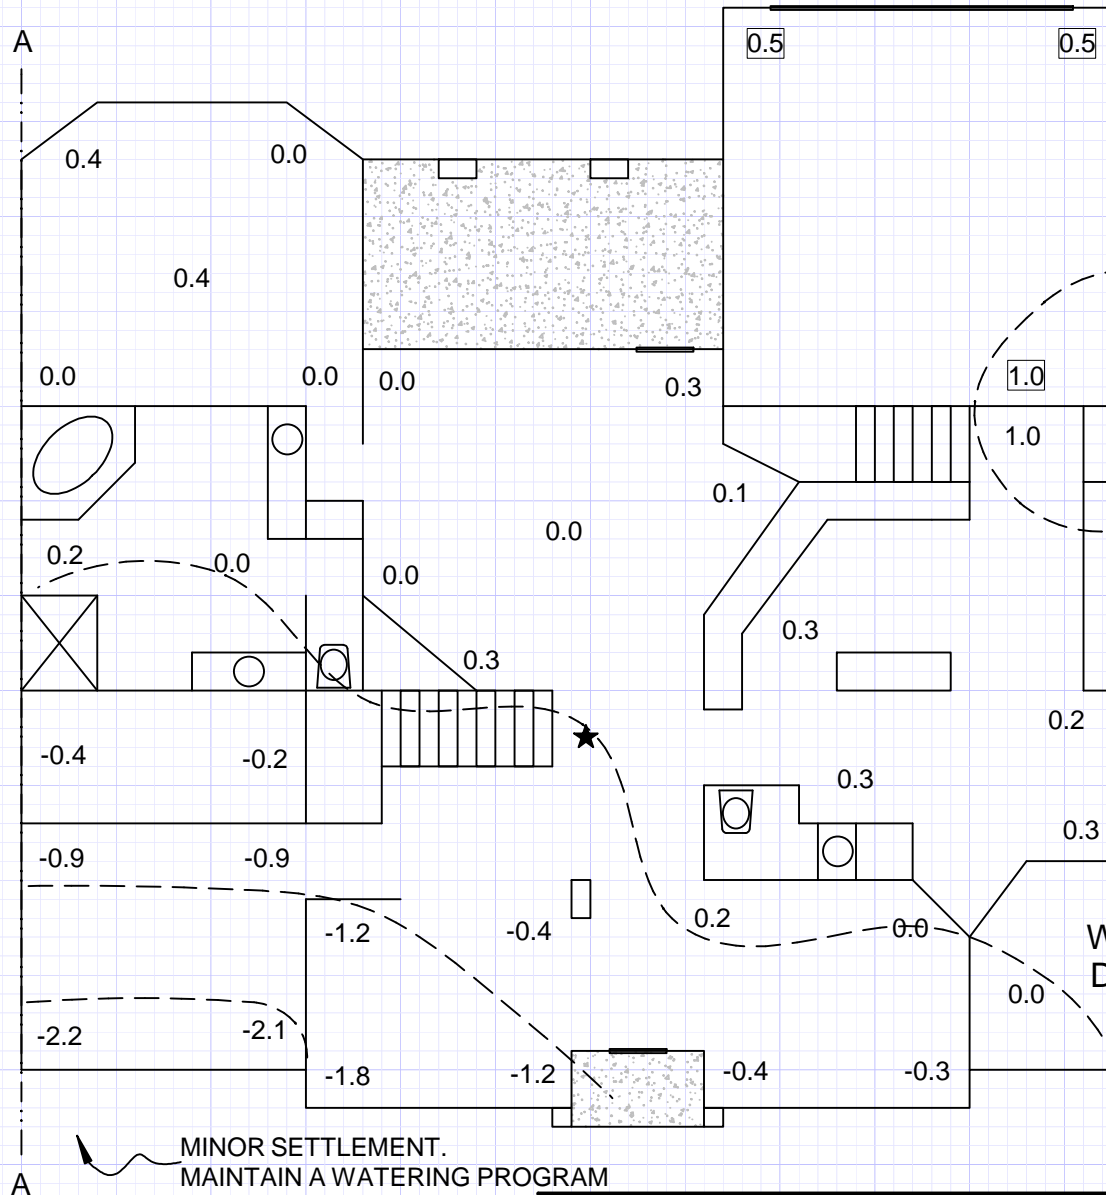 0.5 0.5
A
0.4 0.0
0.4
0.0 0.0 0.0 0.3 1.0
1.0
0.1
0.0
0.2 0.0 0.0
0.3
0.3
0.2
-0.4 -0.2
0.3
0.3
-0.9 -0.9
0.2
-1.2 -0.4 0.0
W
D
0.0
-2.2 -2.1
-1.8 -1.2 -0.4 -0.3
MINOR SETTLEMENT.
MAINTAIN A WATERING PROGRAM
A